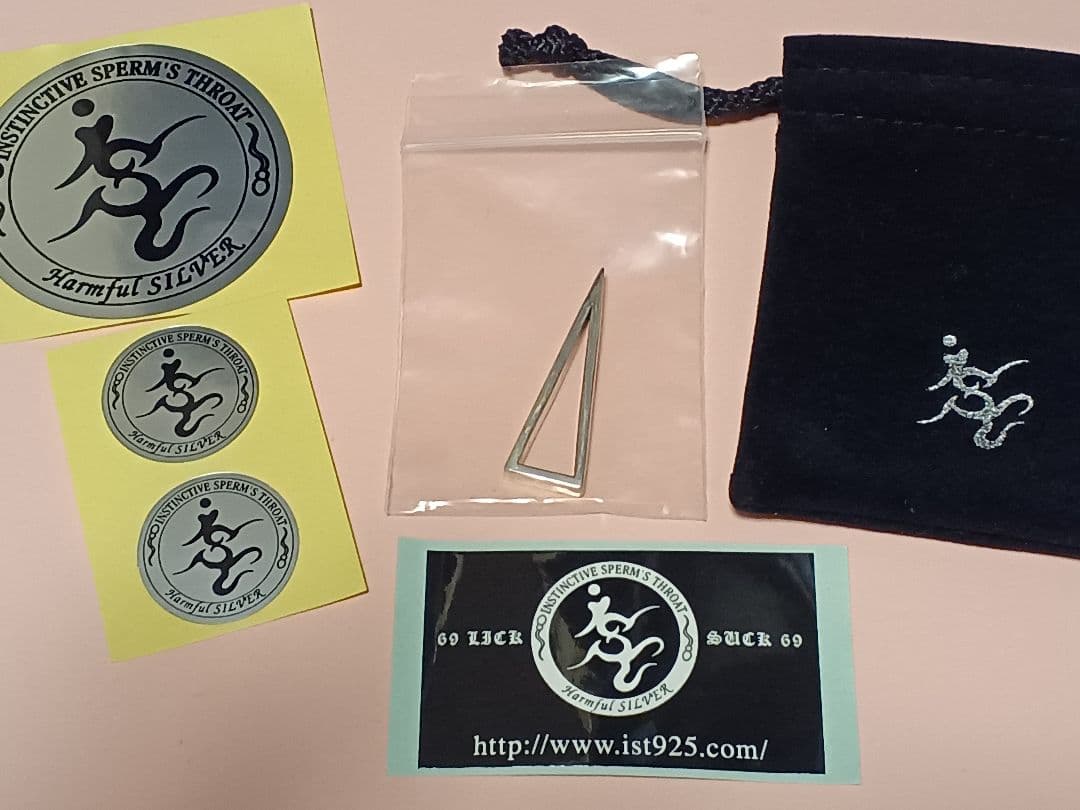 INSTINCTIVE SPERM'S THROAT
Harmful SILVER
INSTINCTIVE SPERM'S THROAT
Harmful SILVER
INSTINCTIVE SPERM'S THROAT
Harmful SILVER
INSTINCTIVE SPERM'S THROAT
69 LICK
SUCK 69
Harmful SILVER
http://www.ist925.com/